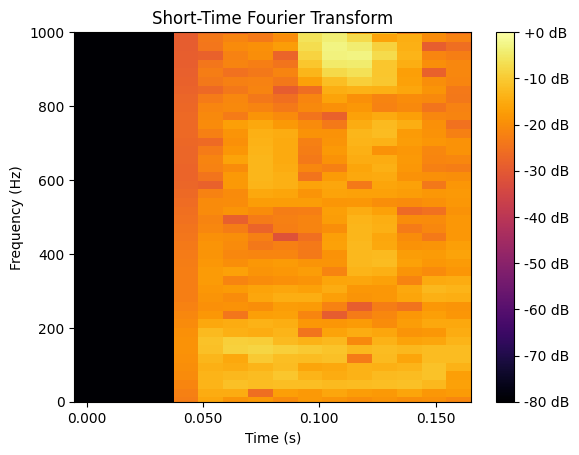 Short-Time Fourier Transform
Frequency (Hz)
1000
800
600
400
200
0
0.000
0.050
0.100
0.150
Time (s)
+0 dB
-10 dB
-20 dB
-30 dB
-40 dB
-50 dB
-60 dB
-70 dB
-80 dB